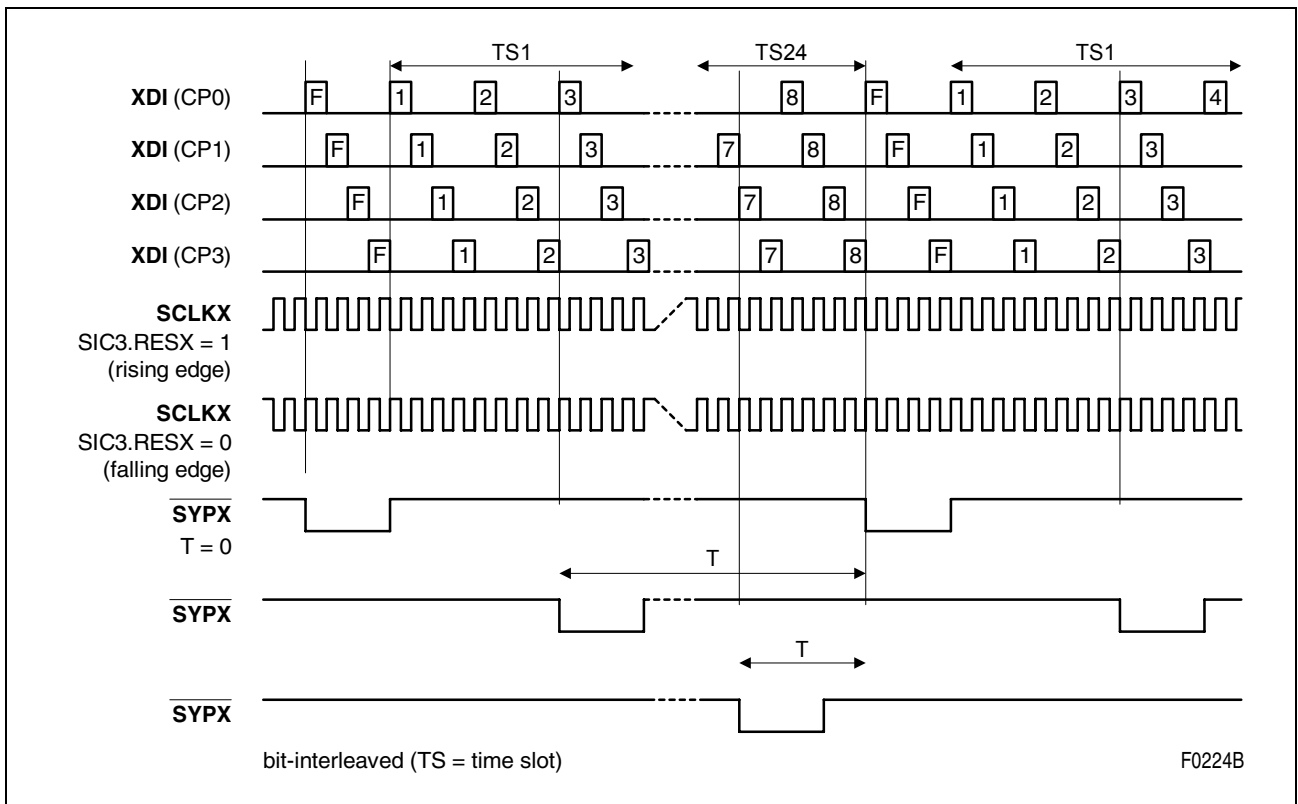 TS1 TS24 TS1
XDI (CP0) F 1 2 3 8 F 1 2 3 4
XDI (CP1) F 1 2 3 7 8 F 1 2 3
XDI (CP2) F 1 2 3 7 8 F 1 2 3
XDI (CP3) F 1 2 3 7 8 F 1 2 3
SCLKX
SIC3.RESX = 1
(rising edge)
SCLKX
SIC3.RESX = 0
(falling edge)
SYPX
T = 0
T
SYPX
T
SYPX
bit-interleaved (TS = time slot) F0224B